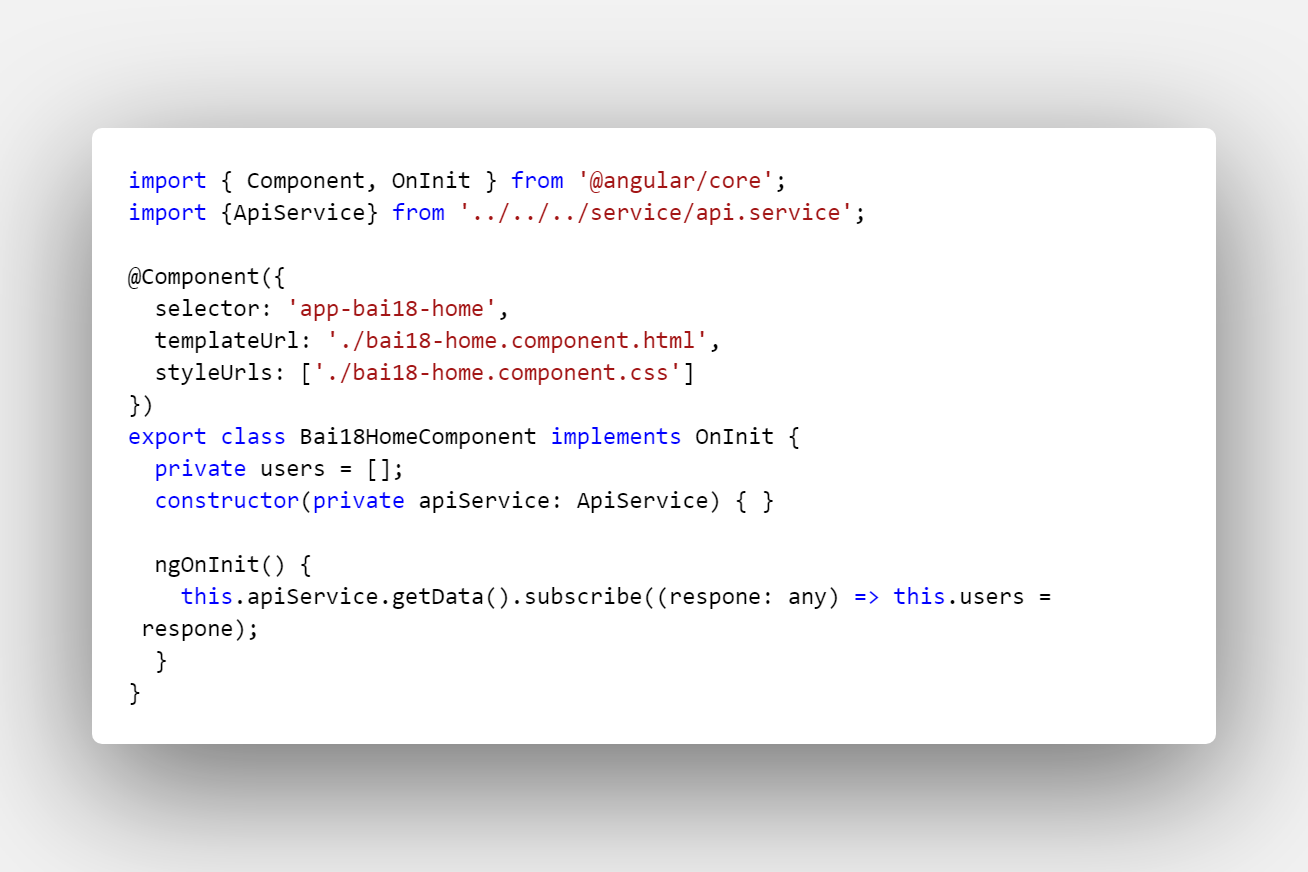 import { Component, OnInit } from '@angular/core';
import {ApiService} from '../../../service/api.service';

@Component({
  selector: 'app-bai18-home',
  templateUrl: './bai18-home.component.html',
  styleUrls: ['./bai18-home.component.css']
})
export class Bai18HomeComponent implements OnInit {
  private users = [];
  constructor(private apiService: ApiService) { }

  ngOnInit() {
    this.apiService.getData().subscribe((respone: any) => this.users =
 respone);
  }
}